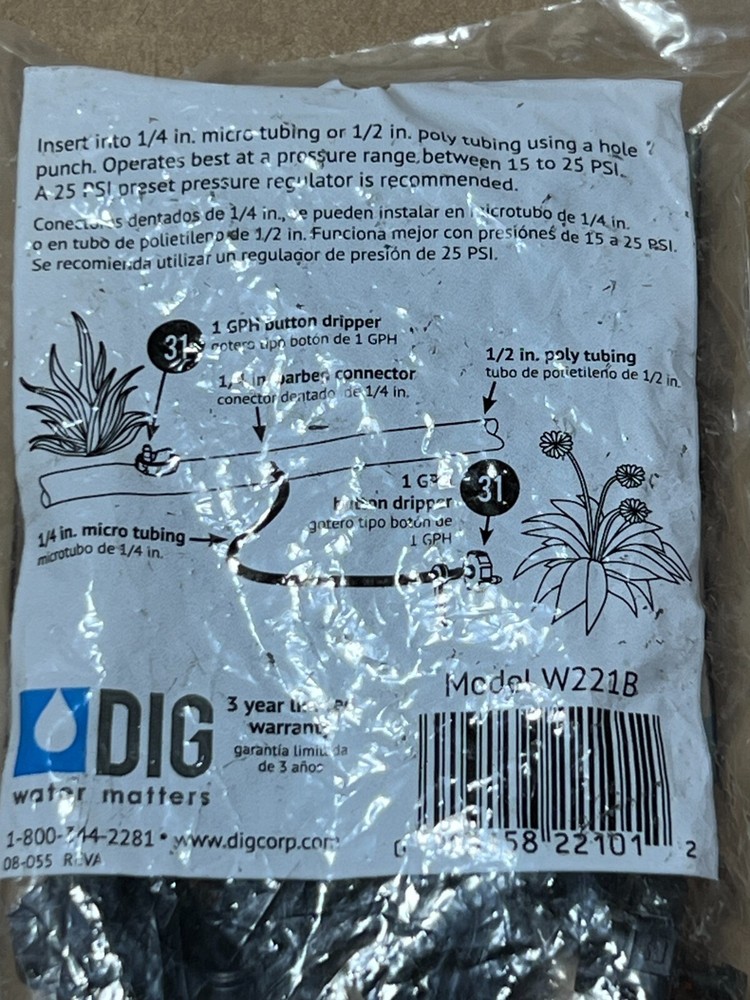 Insert into 1/4 in. micro tubing or 1/2 in. poly tubing using a hole
punch. Operates best at a pressure range between 15 to 25 PSI.
A 25 PSI preset pressure regulator is recommended.
Conectores dentados de 1/4 in., se pueden instalar en microtubo de 1/4 in.
o en tubo de polietileno de 1/2 in. Funciona mejor con presiónes de 15 a 25 PSI.
Se recomienda utilizar un regulador de presión de 25 PSI.
31
1 GPH button dripper
gotero tipo botón de 1 GPH
1/4 in. barbed connector
conector dentado de 1/4 in.
1/2 in. poly tubing
tubo de polietileno de 1/2 in.
1 GPH
button dripper
gotero tipo botón de
1 GPH
31
1/4 in. micro tubing
microtubo de 1/4 in.
Model W221B
DIG
water matters
3 year limited
warranty
garantía limitada
de 3 años
1-800-344-2281 • www.digcorp.com
08-055 REVA
58 22101 2